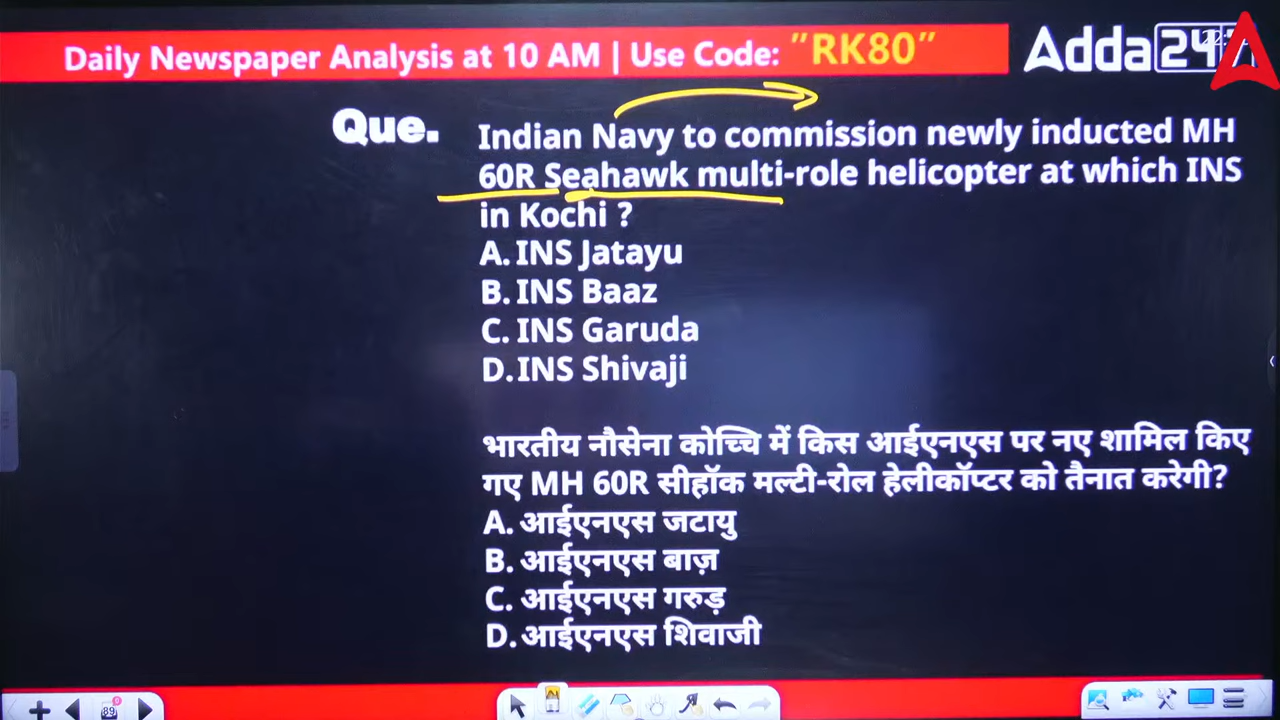 Daily Newspaper Analysis at 10 AM | Use Code: "RK80"
Adda247
Que. Indian Navy to commission newly inducted MH
60R Seahawk multi-role helicopter at which INS
in Kochi ?
A. INS Jatayu
B. INS Baaz
C. INS Garuda
D. INS Shivaji
भारतीय नौसेना कोच्चि में किस आईएनएस पर नए शामिल किए
गए MH 60R सीहॉक मल्टी-रोल हेलीकॉप्टर को तैनात करेगी?
A. आईएनएस जटायु
B. आईएनएस बाज़
C. आईएनएस गरुड़
D. आईएनएस शिवाजी
89